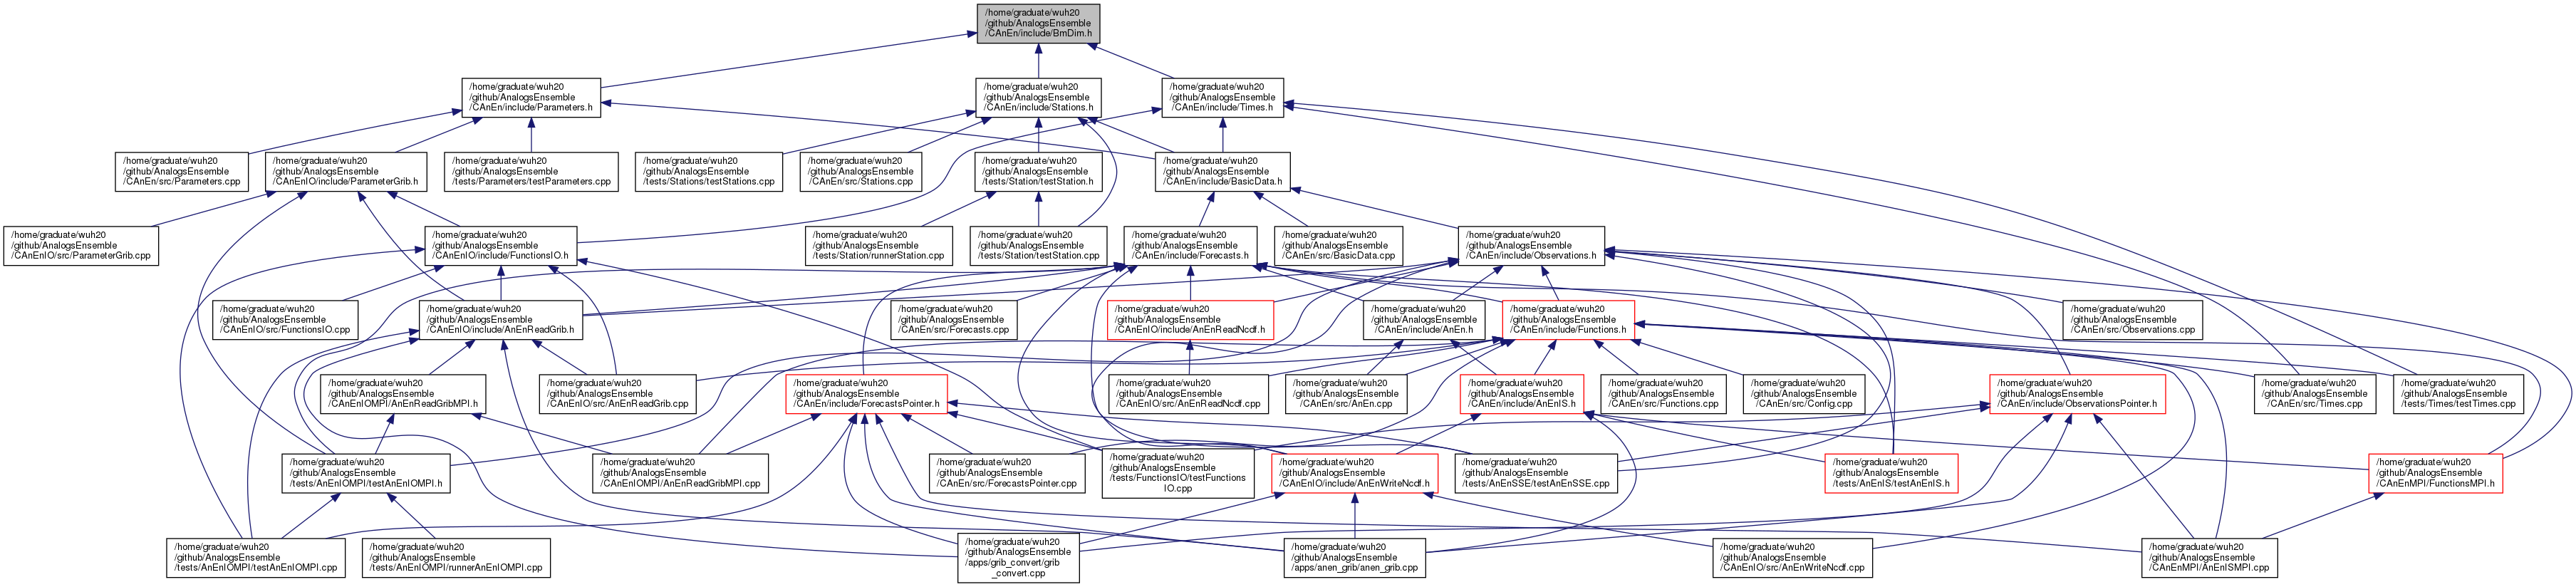 /home/graduate/wuh20
/github/AnalogsEnsemble
/CAnEn/include/BmDim.h
/home/graduate/wuh20
/github/AnalogsEnsemble
/CAnEn/include/Parameters.h
/home/graduate/wuh20
/github/AnalogsEnsemble
/CAnEn/include/Stations.h
/home/graduate/wuh20
/github/AnalogsEnsemble
/CAnEn/include/Times.h
/home/graduate/wuh20
/github/AnalogsEnsemble
/CAnEn/src/Parameters.cpp
/home/graduate/wuh20
/github/AnalogsEnsemble
/CAnEnIO/include/ParameterGrib.h
/home/graduate/wuh20
/github/AnalogsEnsemble
/tests/Parameters/testParameters.cpp
/home/graduate/wuh20
/github/AnalogsEnsemble
/tests/Stations/testStations.cpp
/home/graduate/wuh20
/github/AnalogsEnsemble
/CAnEn/src/Stations.cpp
/home/graduate/wuh20
/github/AnalogsEnsemble
/tests/Station/testStation.h
/home/graduate/wuh20
/github/AnalogsEnsemble
/CAnEn/include/BasicData.h
/home/graduate/wuh20
/github/AnalogsEnsemble
/CAnEnIO/src/ParameterGrib.cpp
/home/graduate/wuh20
/github/AnalogsEnsemble
/CAnEnIO/include/FunctionsIO.h
/home/graduate/wuh20
/github/AnalogsEnsemble
/tests/Station/runnerStation.cpp
/home/graduate/wuh20
/github/AnalogsEnsemble
/tests/Station/testStation.cpp
/home/graduate/wuh20
/github/AnalogsEnsemble
/CAnEn/include/Forecasts.h
/home/graduate/wuh20
/github/AnalogsEnsemble
/CAnEn/src/BasicData.cpp
/home/graduate/wuh20
/github/AnalogsEnsemble
/CAnEn/include/Observations.h
/home/graduate/wuh20
/github/AnalogsEnsemble
/CAnEnIO/src/FunctionsIO.cpp
/home/graduate/wuh20
/github/AnalogsEnsemble
/CAnEnIO/include/AnEnReadGrib.h
/home/graduate/wuh20
/github/AnalogsEnsemble
/CAnEn/src/Forecasts.cpp
/home/graduate/wuh20
/github/AnalogsEnsemble
/CAnEnIO/include/AnEnReadNcdf.h
/home/graduate/wuh20
/github/AnalogsEnsemble
/CAnEn/include/AnEn.h
/home/graduate/wuh20
/github/AnalogsEnsemble
/CAnEn/include/Functions.h
/home/graduate/wuh20
/github/AnalogsEnsemble
/CAnEn/src/Observations.cpp
/home/graduate/wuh20
/github/AnalogsEnsemble
/CAnEnIOMPI/AnEnReadGribMPI.h
/home/graduate/wuh20
/github/AnalogsEnsemble
/CAnEnIO/src/AnEnReadGrib.cpp
/home/graduate/wuh20
/github/AnalogsEnsemble
/CAnEn/include/ForecastsPointer.h
/home/graduate/wuh20
/github/AnalogsEnsemble
/CAnEnIO/src/AnEnReadNcdf.cpp
/home/graduate/wuh20
/github/AnalogsEnsemble
/CAnEn/src/AnEn.cpp
/home/graduate/wuh20
/github/AnalogsEnsemble
/CAnEn/include/AnEnIS.h
/home/graduate/wuh20
/github/AnalogsEnsemble
/CAnEn/src/Functions.cpp
/home/graduate/wuh20
/github/AnalogsEnsemble
/CAnEn/src/Config.cpp
/home/graduate/wuh20
/github/AnalogsEnsemble
/CAnEn/include/ObservationsPointer.h
/home/graduate/wuh20
/github/AnalogsEnsemble
/CAnEn/src/Times.cpp
/home/graduate/wuh20
/github/AnalogsEnsemble
/tests/Times/testTimes.cpp
/home/graduate/wuh20
/github/AnalogsEnsemble
/tests/AnEnIOMPI/testAnEnIOMPI.h
/home/graduate/wuh20
/github/AnalogsEnsemble
/CAnEnIOMPI/AnEnReadGribMPI.cpp
/home/graduate/wuh20
/github/AnalogsEnsemble
/CAnEn/src/ForecastsPointer.cpp
/home/graduate/wuh20
/github/AnalogsEnsemble
/tests/FunctionsIO/testFunctions
IO.cpp
/home/graduate/wuh20
/github/AnalogsEnsemble
/CAnEnIO/include/AnEnWriteNcdf.h
/home/graduate/wuh20
/github/AnalogsEnsemble
/tests/AnEnSSE/testAnEnSSE.cpp
/home/graduate/wuh20
/github/AnalogsEnsemble
/tests/AnEnIS/testAnEnIS.h
/home/graduate/wuh20
/github/AnalogsEnsemble
/CAnEnMPI/FunctionsMPI.h
/home/graduate/wuh20
/github/AnalogsEnsemble
/tests/AnEnIOMPI/testAnEnIOMPI.cpp
/home/graduate/wuh20
/github/AnalogsEnsemble
/tests/AnEnIOMPI/runnerAnEnIOMPI.cpp
/home/graduate/wuh20
/github/AnalogsEnsemble
/apps/grib_convert/grib
_convert.cpp
/home/graduate/wuh20
/github/AnalogsEnsemble
/apps/anen_grib/anen_grib.cpp
/home/graduate/wuh20
/github/AnalogsEnsemble
/CAnEnIO/src/AnEnWriteNcdf.cpp
/home/graduate/wuh20
/github/AnalogsEnsemble
/CAnEnMPI/AnEnISMPI.cpp